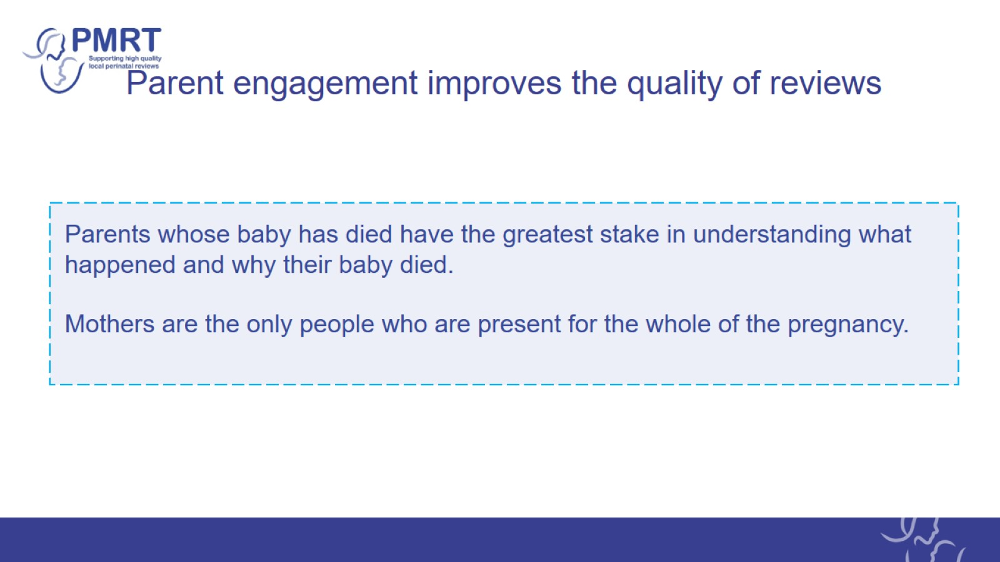 PMRT
Supporting high quality
local perinatal reviews
Parent engagement improves the quality of reviews
Parents whose baby has died have the greatest stake in understanding what
happened and why their baby died.
Mothers are the only people who are present for the whole of the pregnancy.